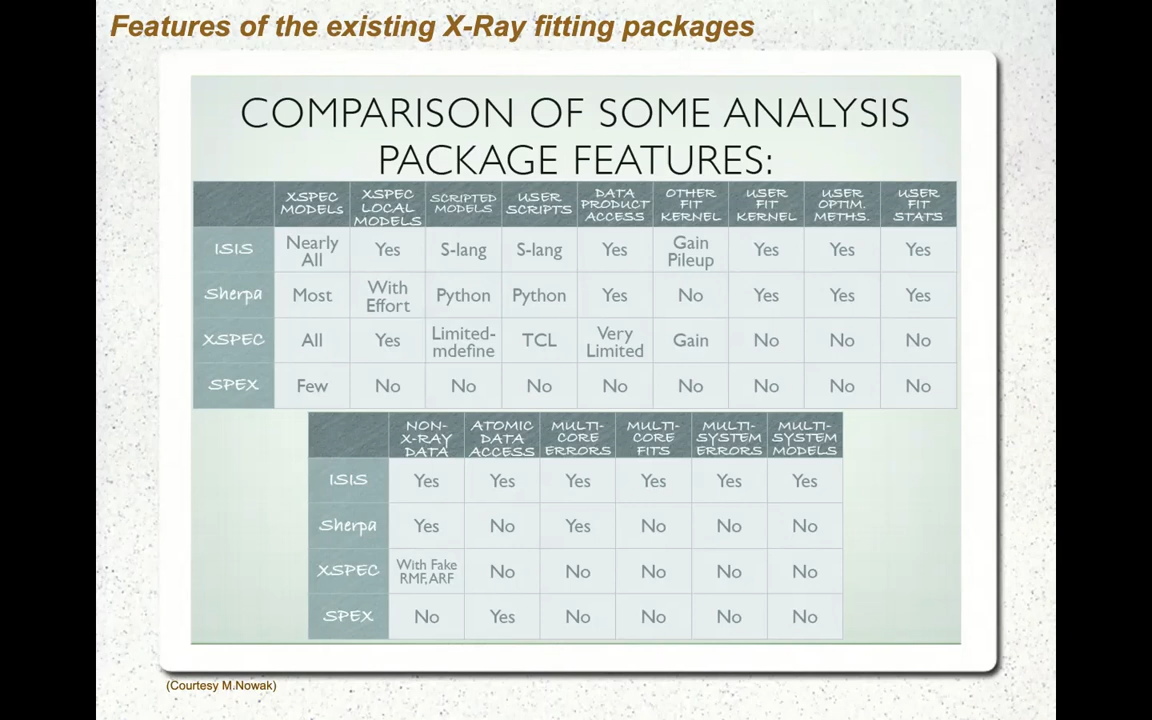 Features of the existing X-Ray fitting packages
COMPARISON OF SOME ANALYSIS
PACKAGE FEATURES:
XSPEC MODELS XSPEC LOCAL MODELS SCRIPTED MODELS USER SCRIPTS DATA PRODUCT ACCESS OTHER FIT KERNEL USER FIT KERNEL USER OPTIM. METHS. USER FIT STATS
ISIS Nearly All Yes S-lang S-lang Yes Gain Pileup Yes Yes Yes
Sherpa Most With Effort Python Python Yes No Yes Yes Yes
XSPEC All Yes Limited-mdefine TCL Very Limited Gain No No No
SPEX Few No No No No No No No No
NON-X-RAY DATA ATOMIC DATA ACCESS MULTI-CORE ERRORS MULTI-CORE FITS MULTI-SYSTEM ERRORS MULTI-SYSTEM MODELS
ISIS Yes Yes Yes Yes Yes Yes
Sherpa Yes No Yes No No No
XSPEC With Fake RMF, ARF No No No No No
SPEX No Yes No No No No
(Courtesy M.Nowak)